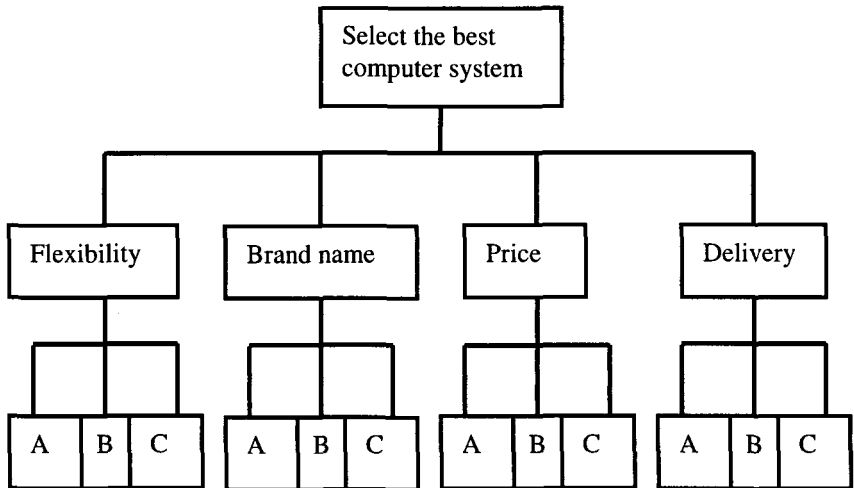 Select the best
computer system
Flexibility
Brand name
Price
Delivery
A B C
A B C
A B C
A B C